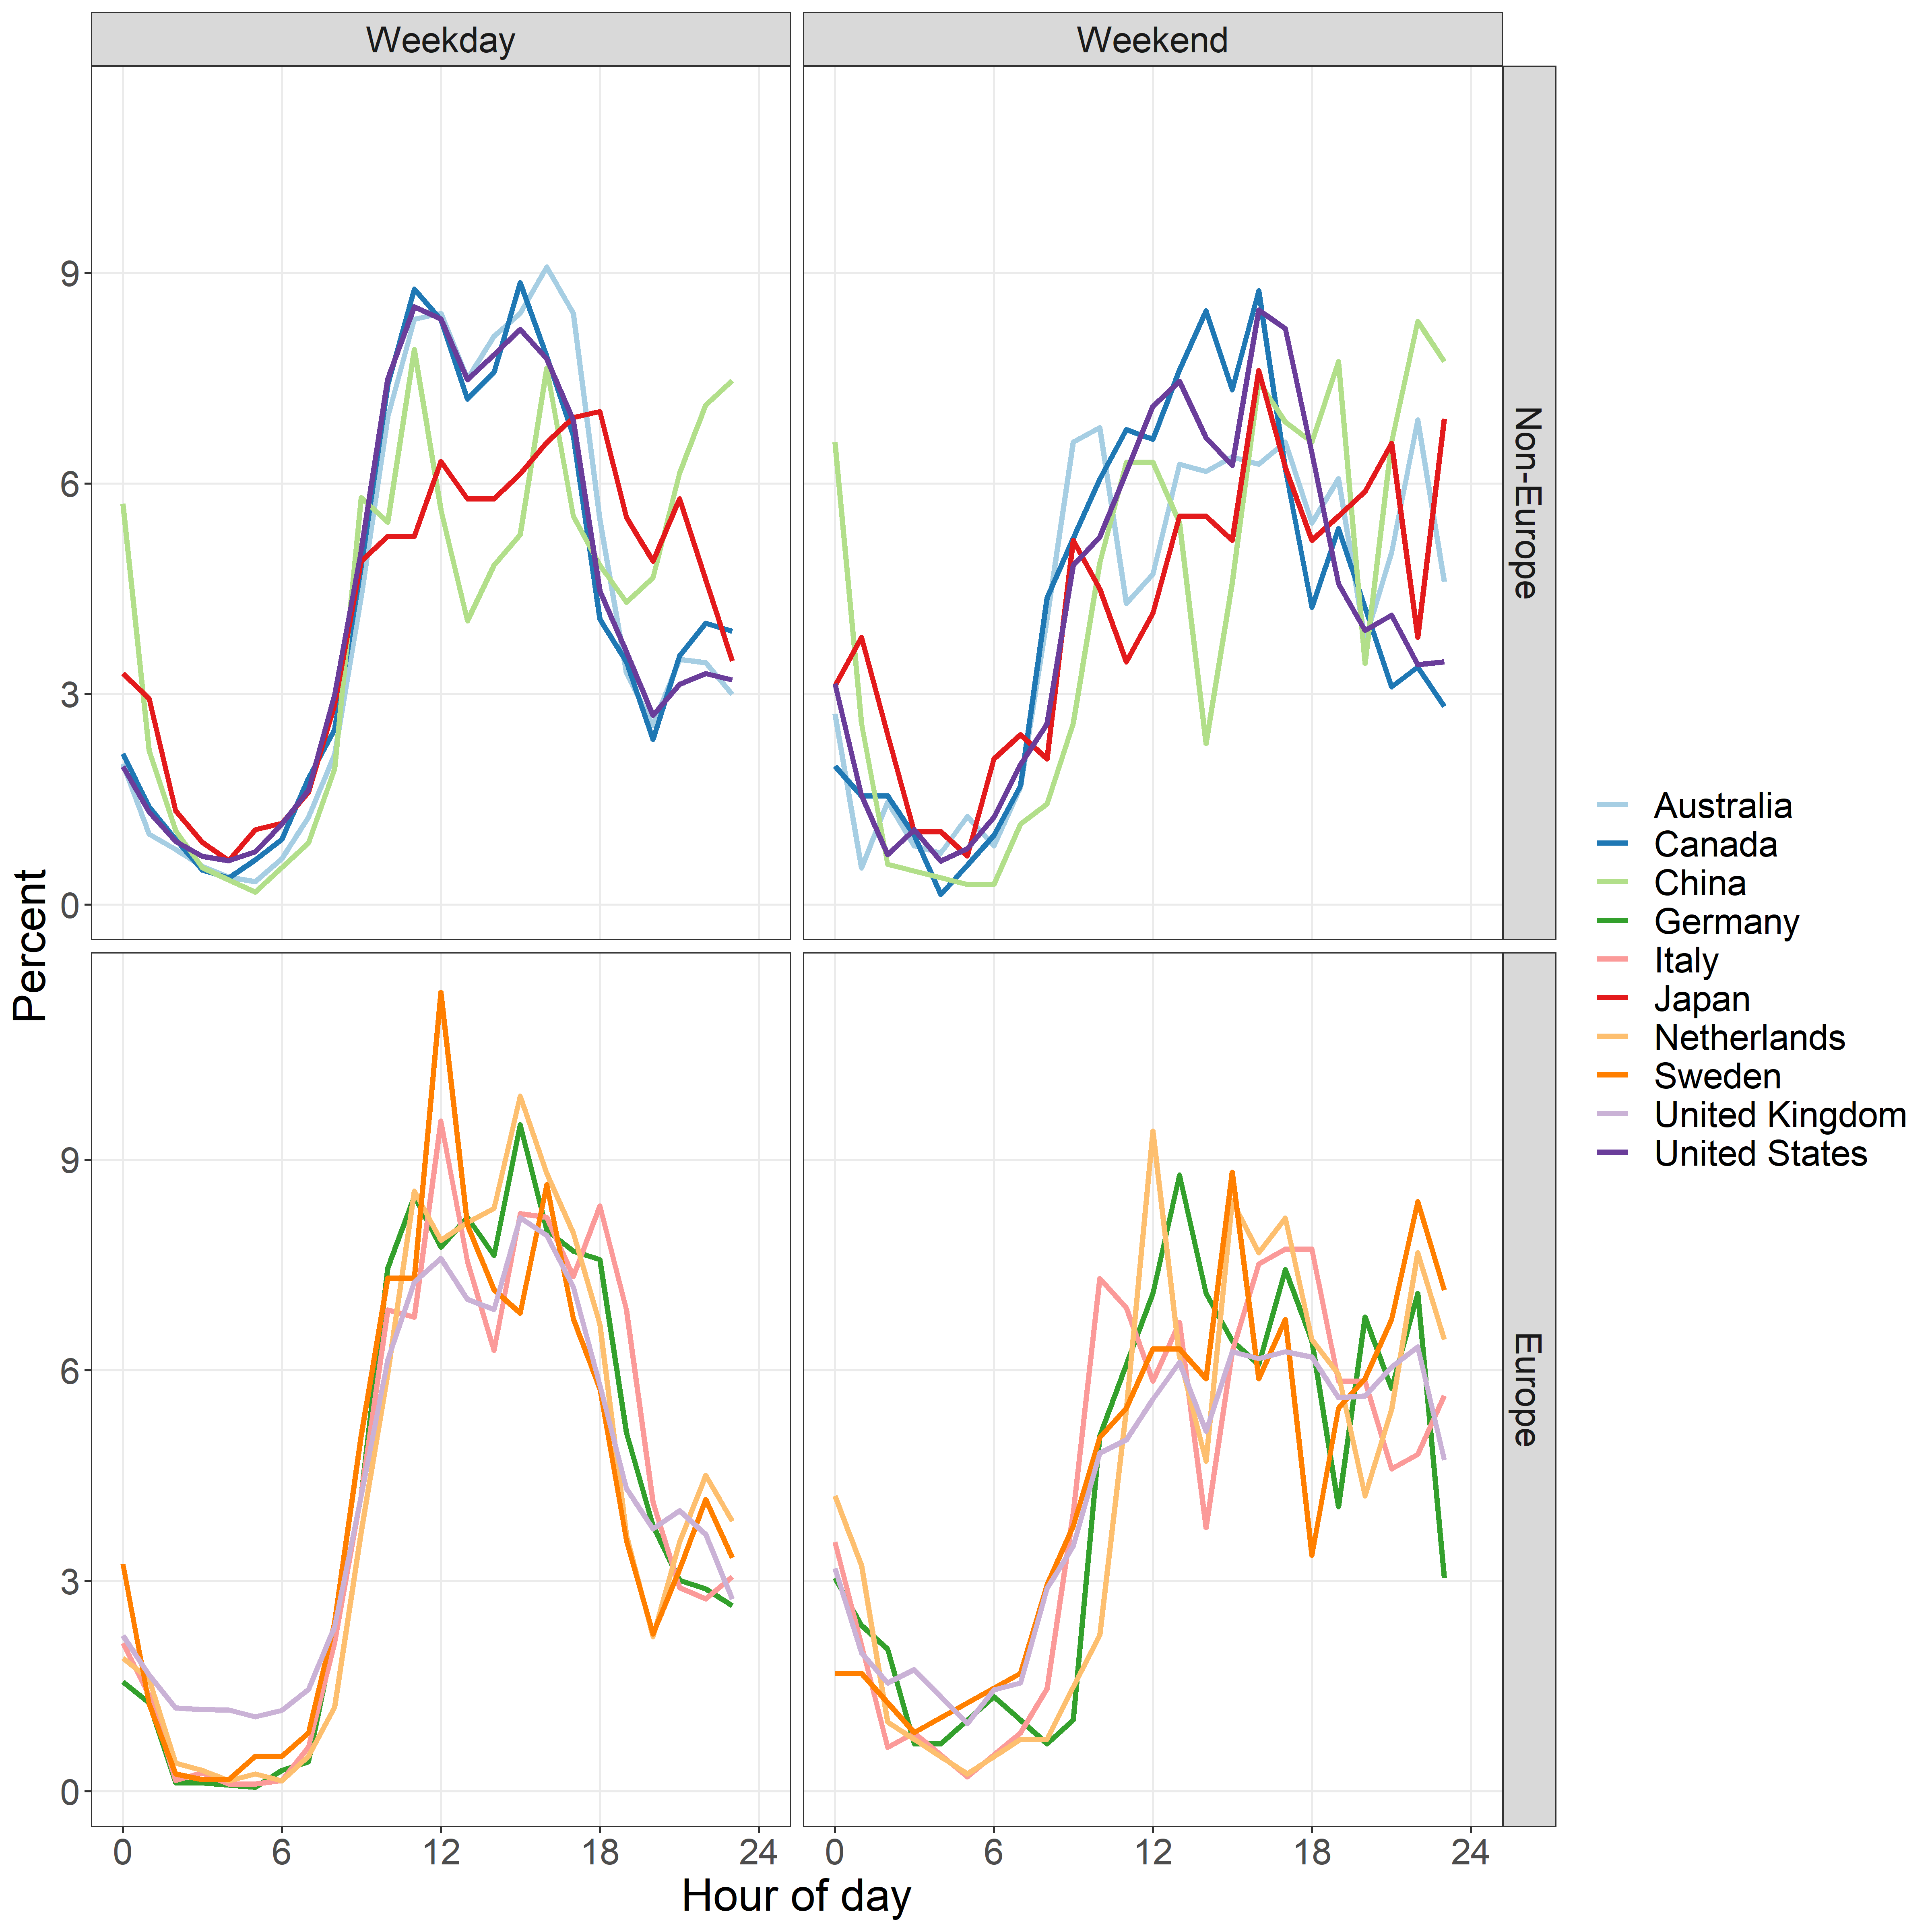 Weekday
Weekend
9
6
3
0
Non-Europe
9
6
3
0
Europe
0
6
12
18
24
0
6
12
18
24
Percent
Hour of day
Australia
Canada
China
Germany
Italy
Japan
Netherlands
Sweden
United Kingdom
United States